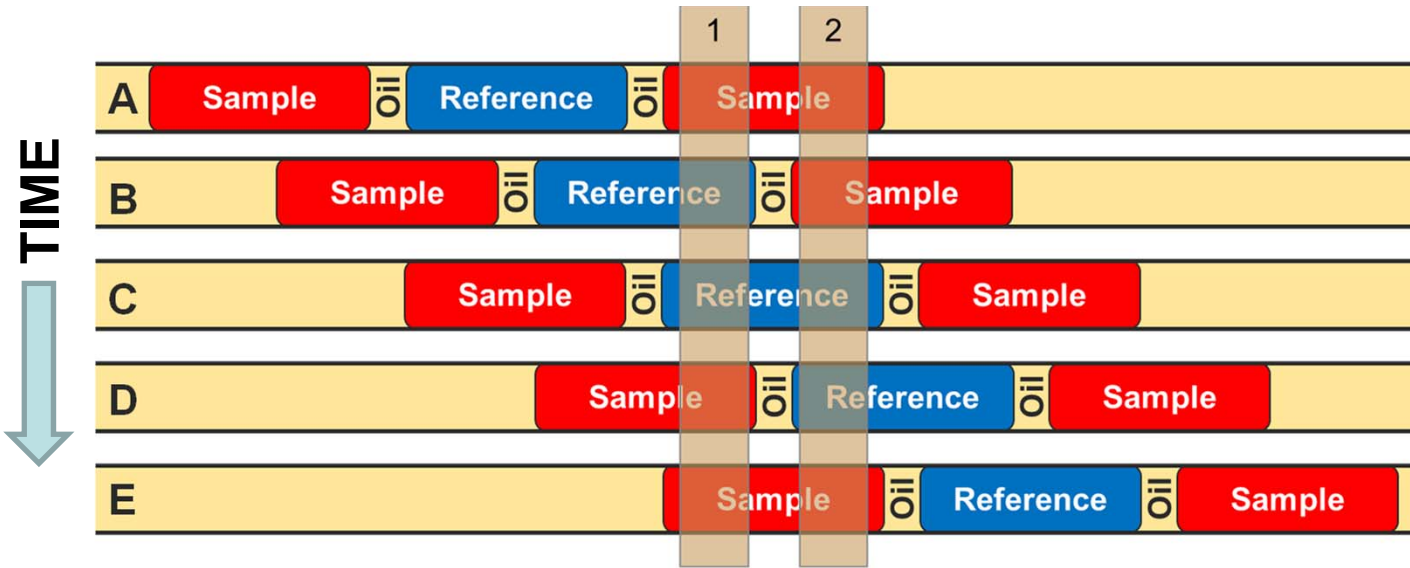 1 2
TIME
A Sample Oil Reference Oil Sample
B Sample Oil Reference Oil Sample
C Sample Oil Reference Oil Sample
D Sample Oil Reference Oil Sample
E Sample Oil Reference Oil Sample